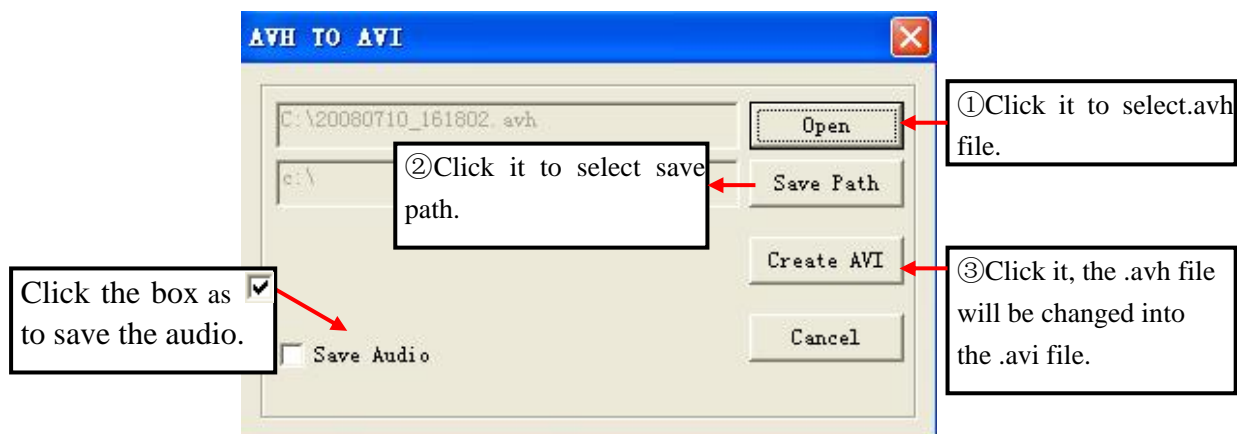 AVH TO AVI
C:\20080710_161802.avh
Open
①Click it to select.avh
file.
c:\
②Click it to select save
path.
Save Path
Create AVI
③Click it, the .avh file
will be changed into
the .avi file.
Click the box as
to save the audio.
Save Audio
Cancel